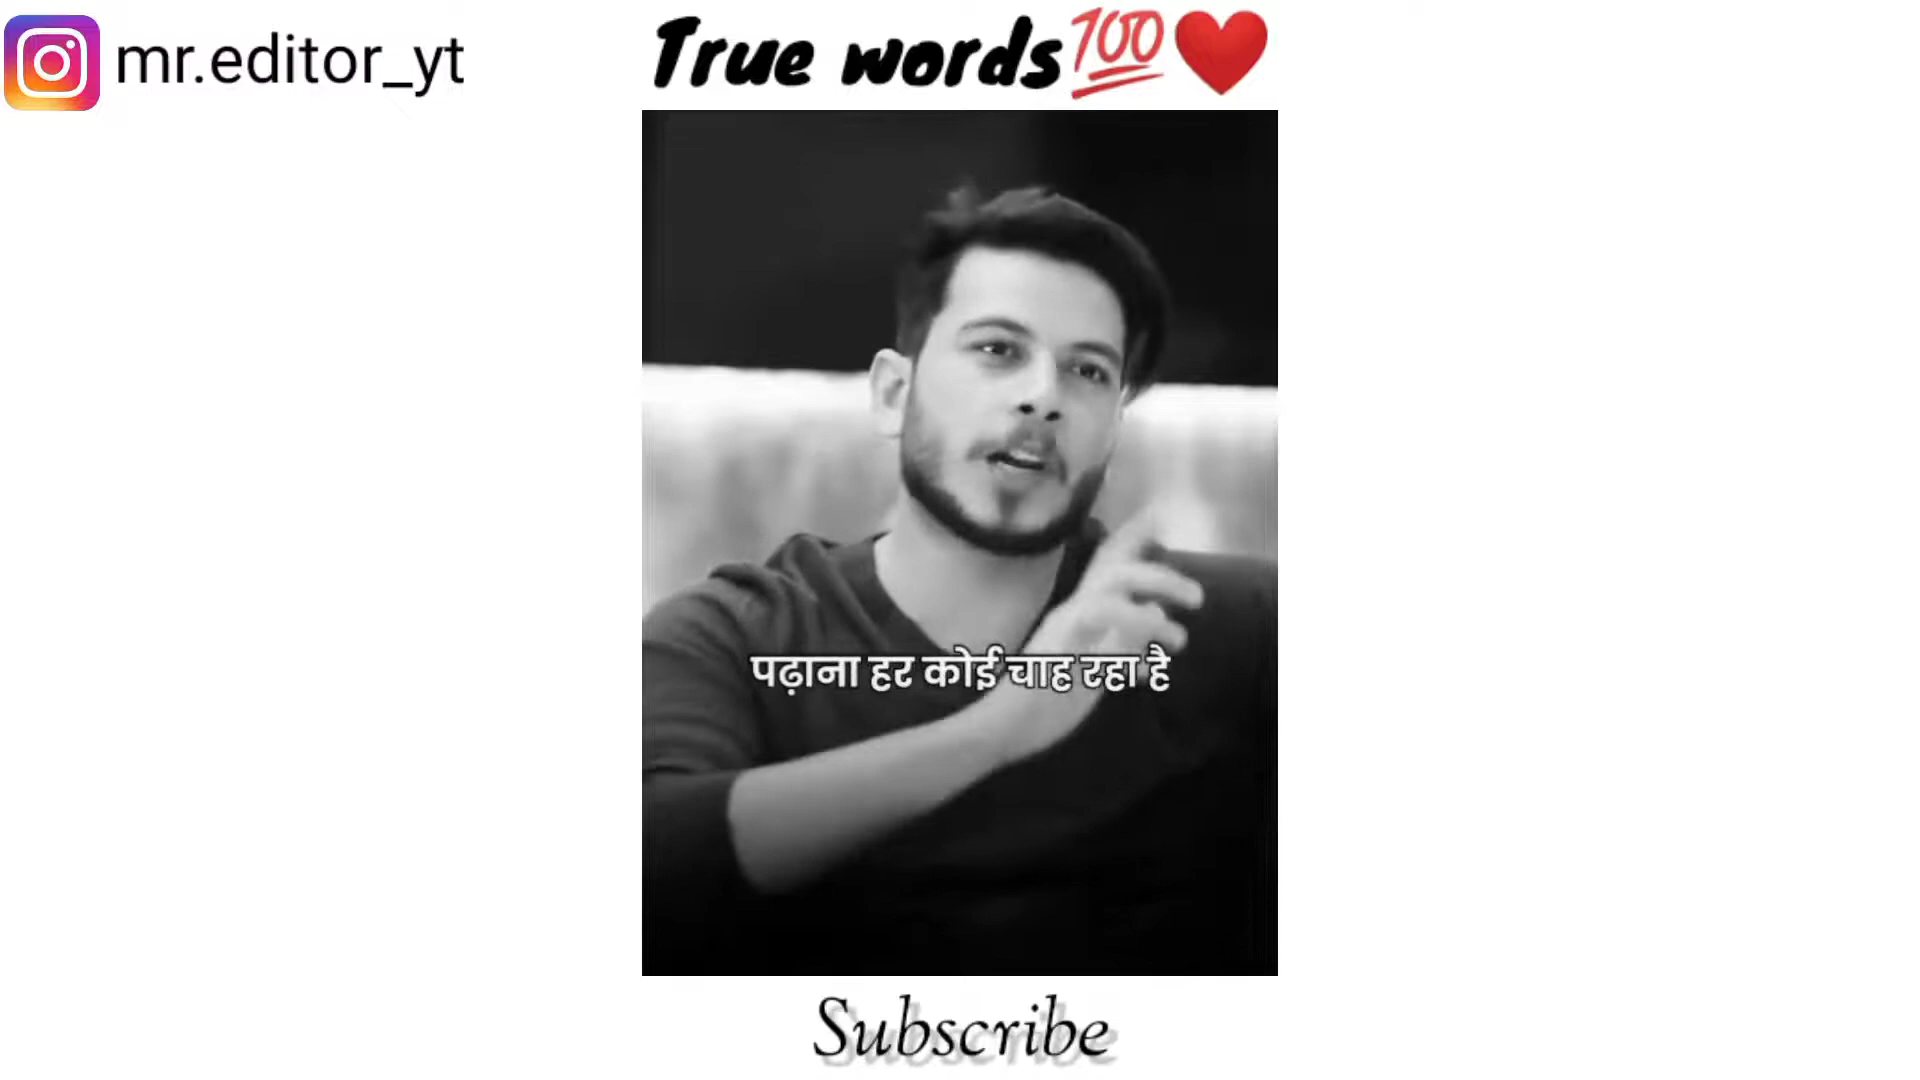 mr.editor_yt
True words💯❤️
पढ़ाना हर कोई चाह रहा है
Subscribe